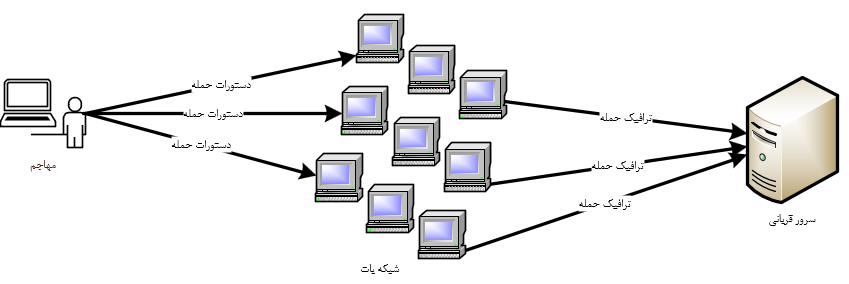 دستورات حمله
دستورات حمله
دستورات حمله
مهاجم
شبکه بات
ترافیک حمله
ترافیک حمله
ترافیک حمله
سرور قربانی